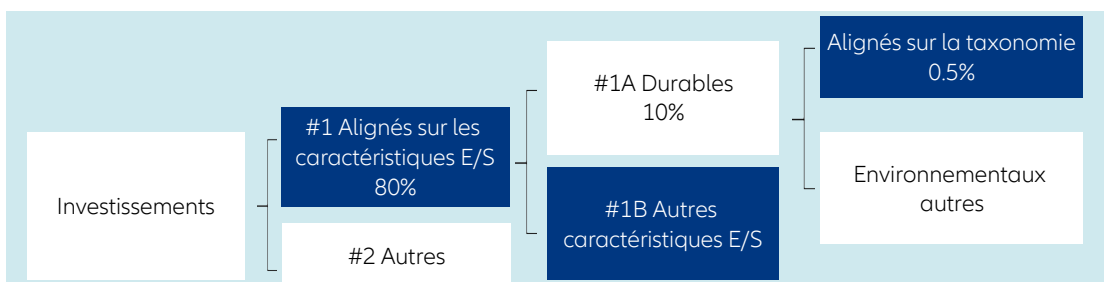 Investissements
#1 Alignés sur les
caractéristiques E/S
80%
#2 Autres
#1A Durables
10%
#1B Autres
caractéristiques E/S
Alignés sur la taxonomie
0.5%
Environnementaux
autres